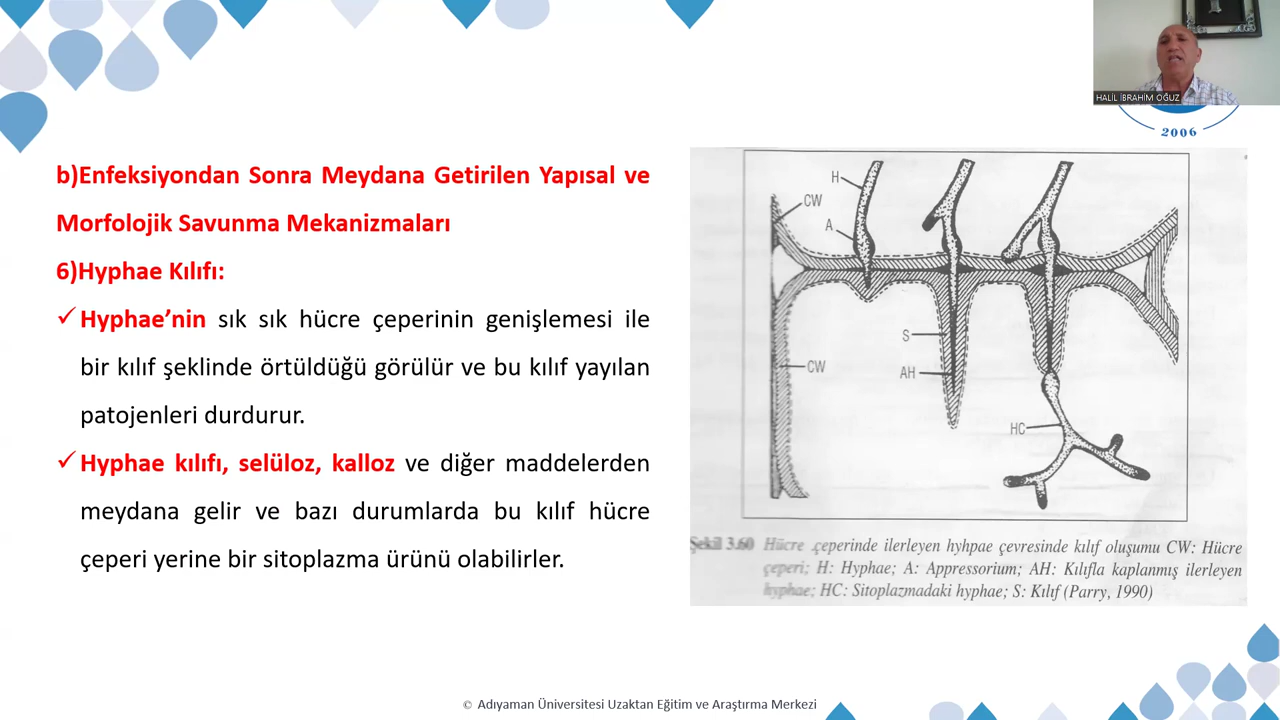 HALİL İBRAHİM OĞUZ
2006
b)Enfeksiyondan Sonra Meydana Getirilen Yapısal ve
Morfolojik Savunma Mekanizmaları
6)Hyphae Kılıfı:
Hyphae’nin sık sık hücre çeperinin genişlemesi ile
bir kılıf şeklinde örtüldüğü görülür ve bu kılıf yayılan
patojenleri durdurur.
Hyphae kılıfı, selüloz, kalloz ve diğer maddelerden
meydana gelir ve bazı durumlarda bu kılıf hücre
çeperi yerine bir sitoplazma ürünü olabilirler.
H
CW
A
S
CW
AH
HC
Şekil 3.60 Hücre çeperinde ilerleyen hyhpae çevresinde kılıf oluşumu CW: Hücre
çeperi; H: Hyphae; A: Appressorium; AH: Kılıfla kaplanmış ilerleyen
hyphae; HC: Sitoplazmadaki hyphae; S: Kılıf (Parry, 1990)
© Adıyaman Üniversitesi Uzaktan Eğitim ve Araştırma Merkezi